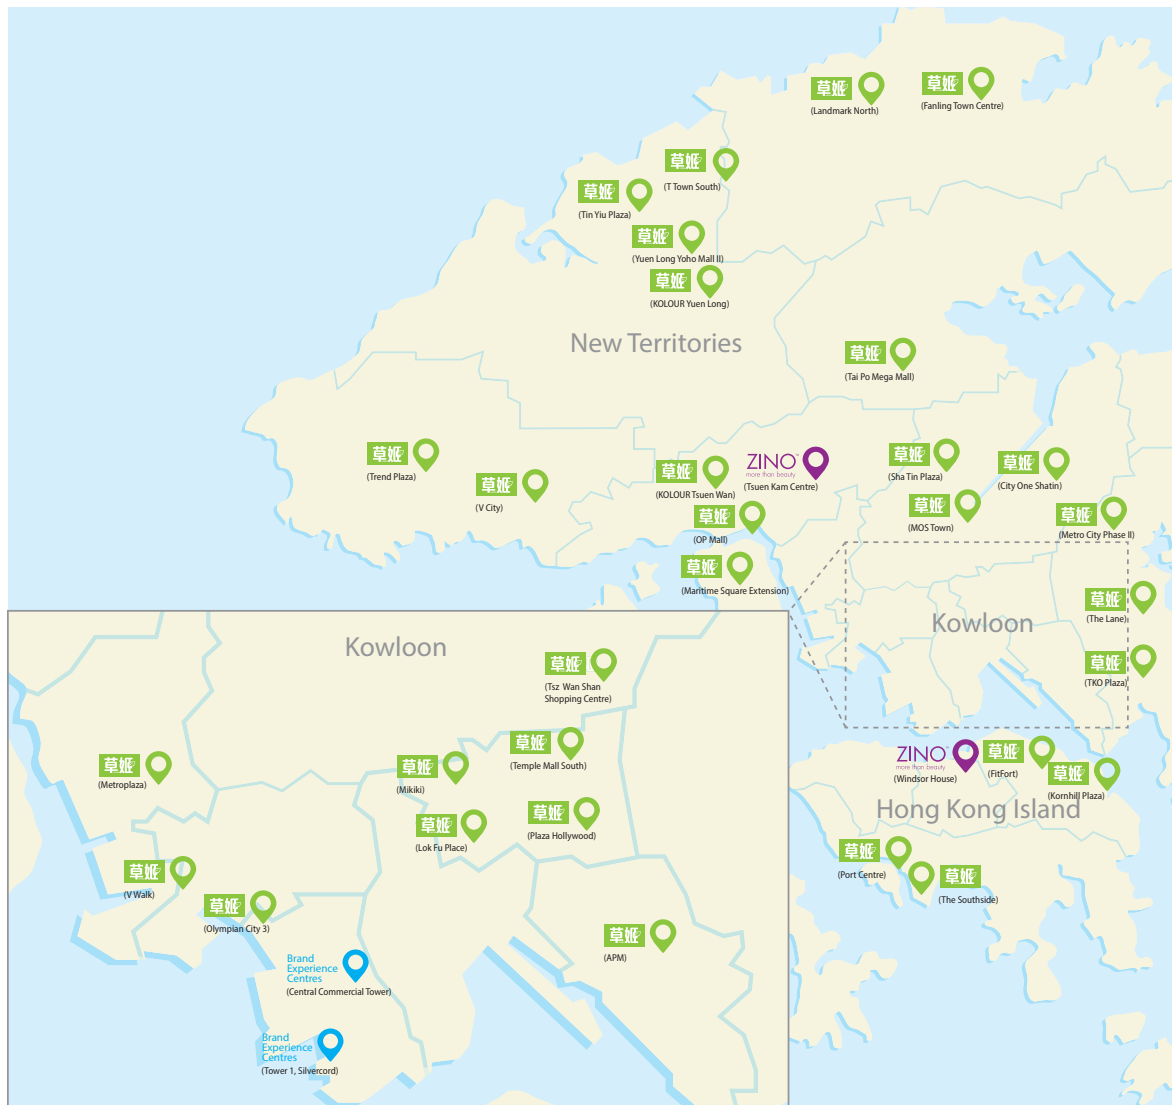 草姬
(Landmark North)
草姬
(Fanling Town Centre)
草姬
(T Town South)
草姬
(Tin Yiu Plaza)
草姬
(Yuen Long Yoho Mall II)
草姬
(KOLOUR Yuen Long)
New Territories
草姬
(Tai Po Mega Mall)
草姬
(Trend Plaza)
草姬
(V City)
草姬
(KOLOUR Tsuen Wan)
ZINO
more than beauty
(Tsuen Kam Centre)
草姬
(Sha Tin Plaza)
草姬
(City One Shatin)
草姬
(OP Mall)
草姬
(MOS Town)
草姬
(Metro City Phase II)
草姬
(Maritime Square Extension)
Kowloon
草姬
(The Lane)
草姬
(TKO Plaza)
ZINO
more than beauty
(Windsor House)
草姬
(FitFort)
草姬
(Kornhill Plaza)
Hong Kong Island
草姬
(Port Centre)
草姬
(The Southside)
Kowloon
草姬
(Tsz Wan Shan
Shopping Centre)
草姬
(Temple Mall South)
草姬
(Metroplaza)
草姬
(Mikiki)
草姬
(Lok Fu Place)
草姬
(Plaza Hollywood)
草姬
(V Walk)
草姬
(Olympian City 3)
草姬
(APM)
Brand
Experience
Centres
(Central Commercial Tower)
Brand
Experience
Centres
(Tower 1, Silvercord)